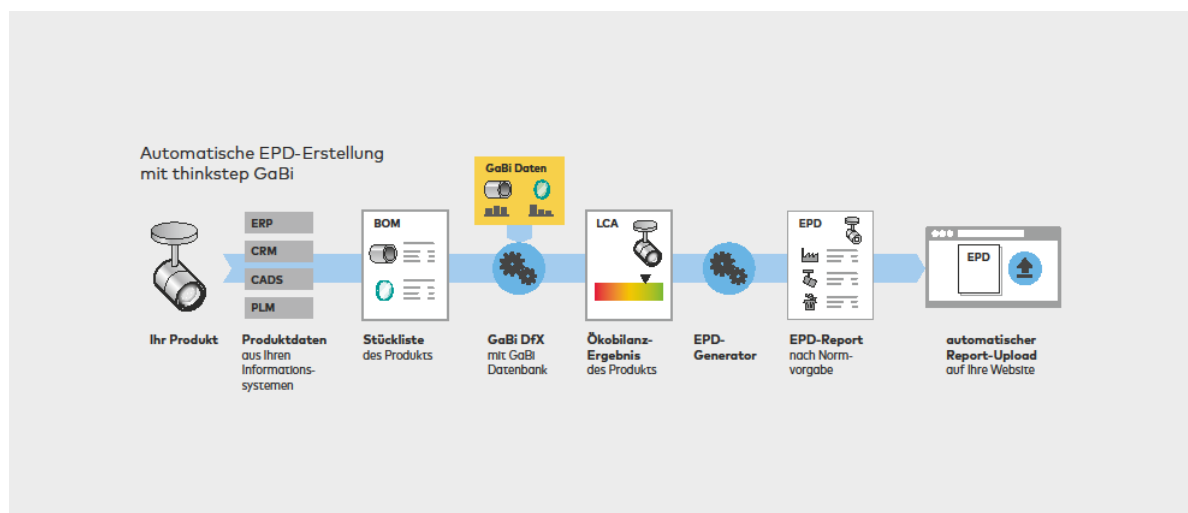 Automatische EPD-Erstellung
mit thinkstep GaBi
Ihr Produkt
ERP
CRM
CADS
PLM
Produktdaten
aus Ihren
Informations-
systemen
BOM
Stückliste
des Produkts
GaBi Daten
GaBi DfX
mit GaBi
Datenbank
LCA
Ökobilanz-
Ergebnis
des Produkts
EPD-
Generator
EPD
EPD-Report
nach Norm-
vorgabe
EPD
automatischer
Report-Upload
auf Ihre Website